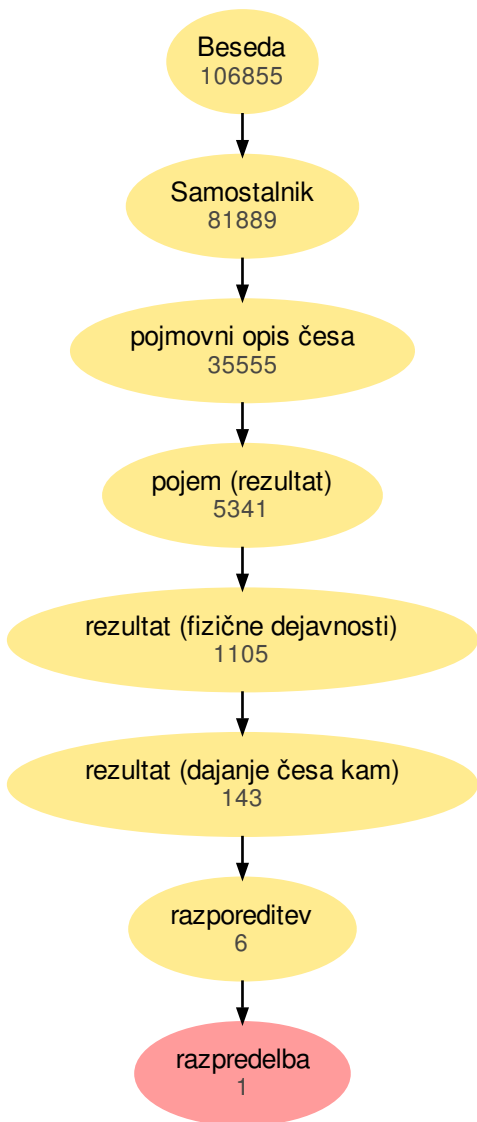 Beseda
106855
Samostalnik
81889
pojmovni opis česa
35555
pojem (rezultat)
5341
rezultat (fizične dejavnosti)
1105
rezultat (dajanje česa kam)
143
razporeditev
6
razpredelba
1